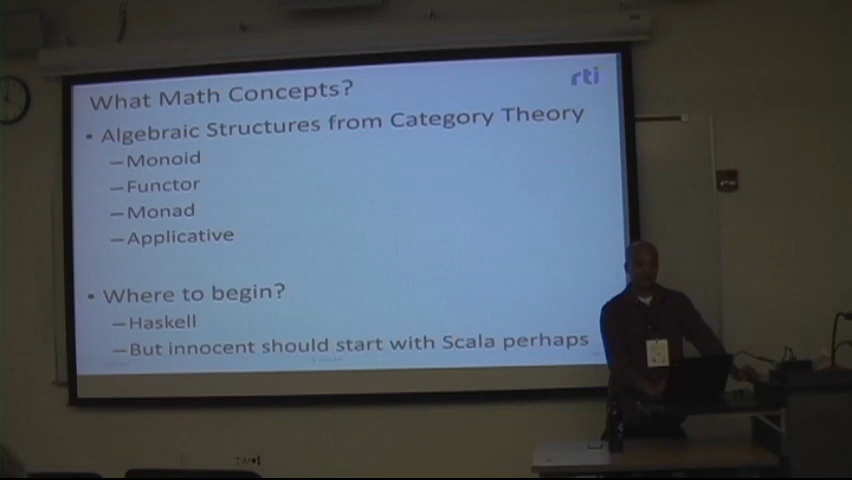 What Math Concepts?
rti
• Algebraic Structures from Category Theory
–Monoid
–Functor
–Monad
–Applicative
• Where to begin?
–Haskell
–But innocent should start with Scala perhaps